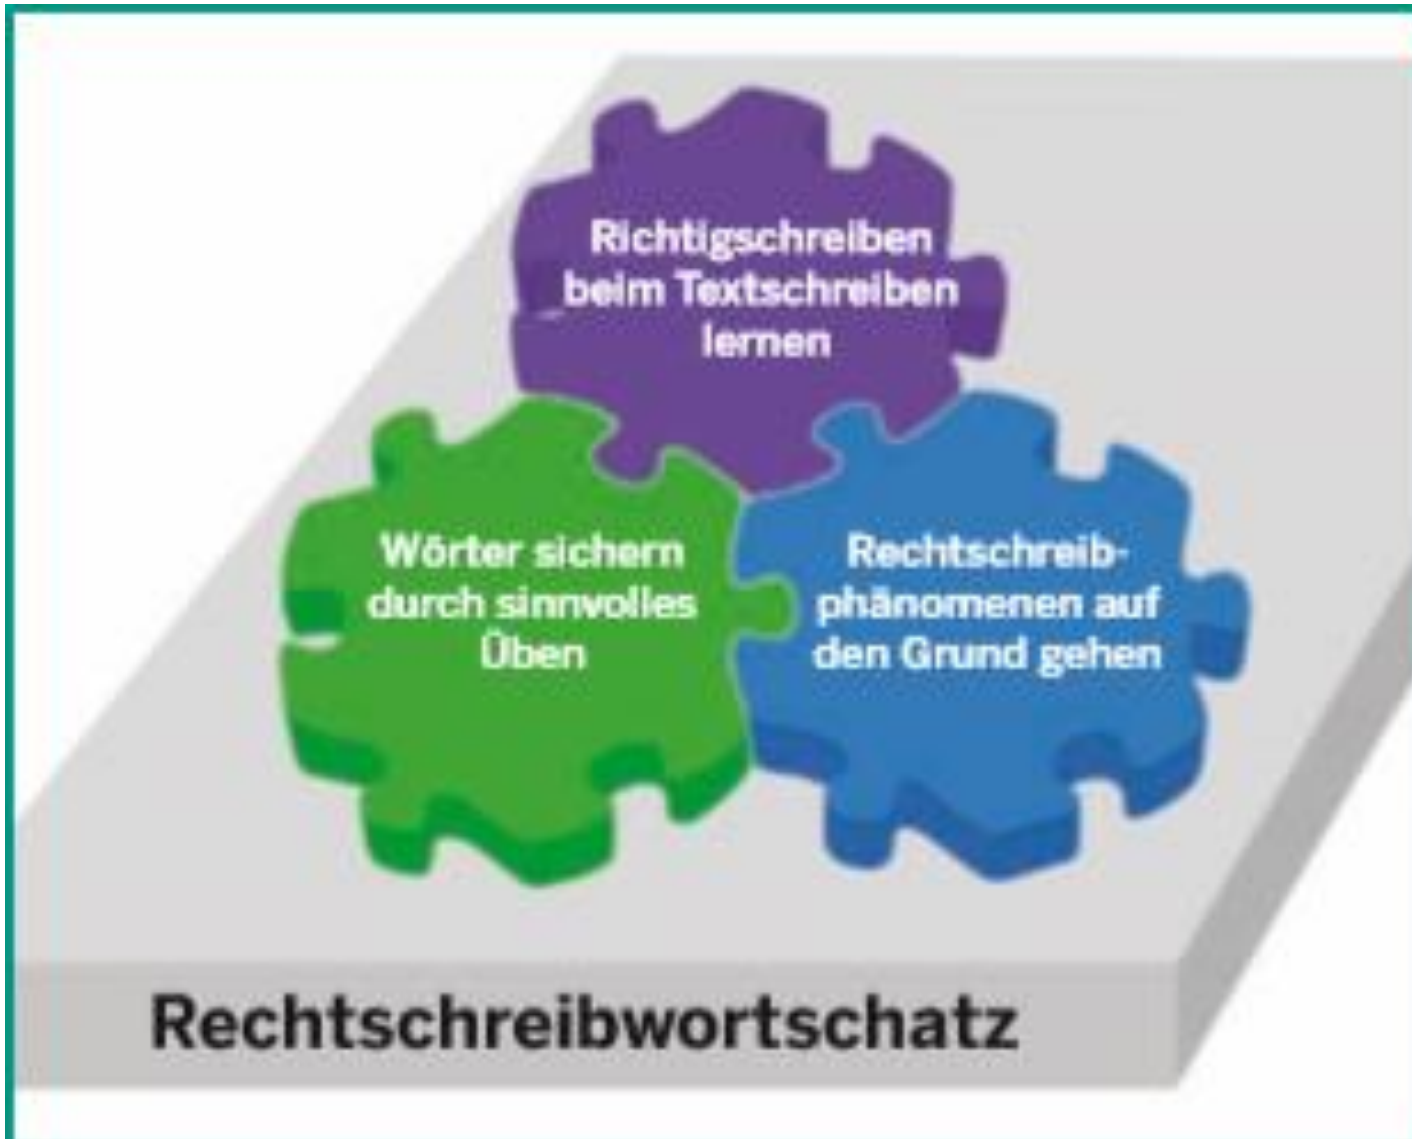 Richtigschreiben
beim Textschreiben
lernen
Wörter sichern
durch sinnvolles
Üben
Rechtschreib-
phänomenen auf
den Grund gehen
Rechtschreibwortschatz